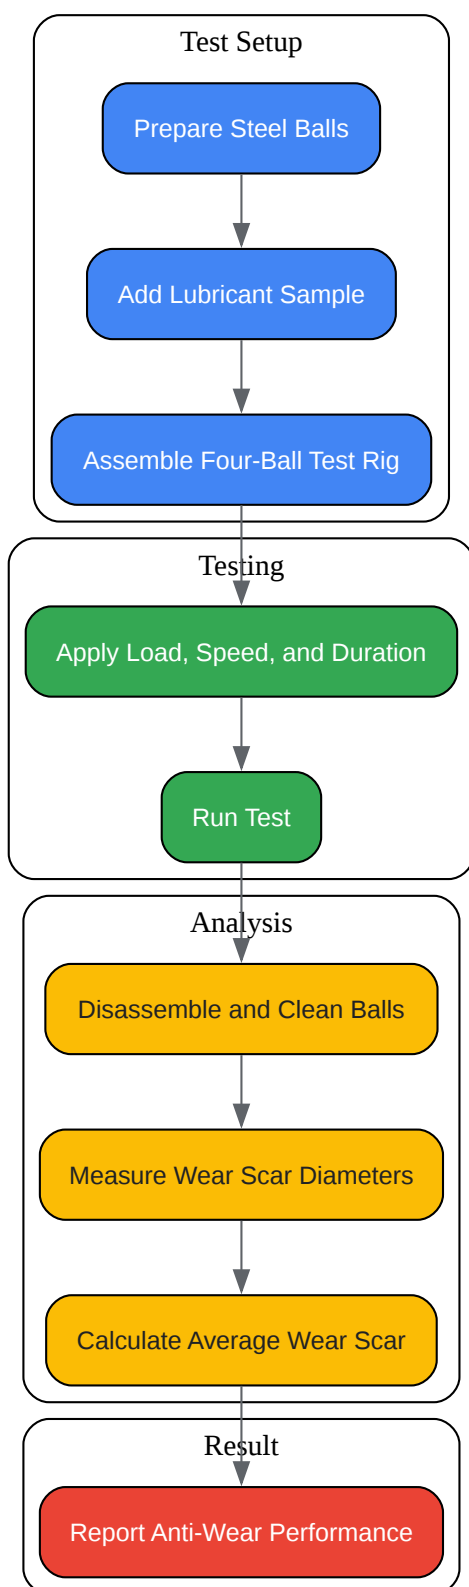 Test Setup
Prepare Steel Balls
Add Lubricant Sample
Assemble Four-Ball Test Rig
Testing
Apply Load, Speed, and Duration
Run Test
Analysis
Disassemble and Clean Balls
Measure Wear Scar Diameters
Calculate Average Wear Scar
Result
Report Anti-Wear Performance